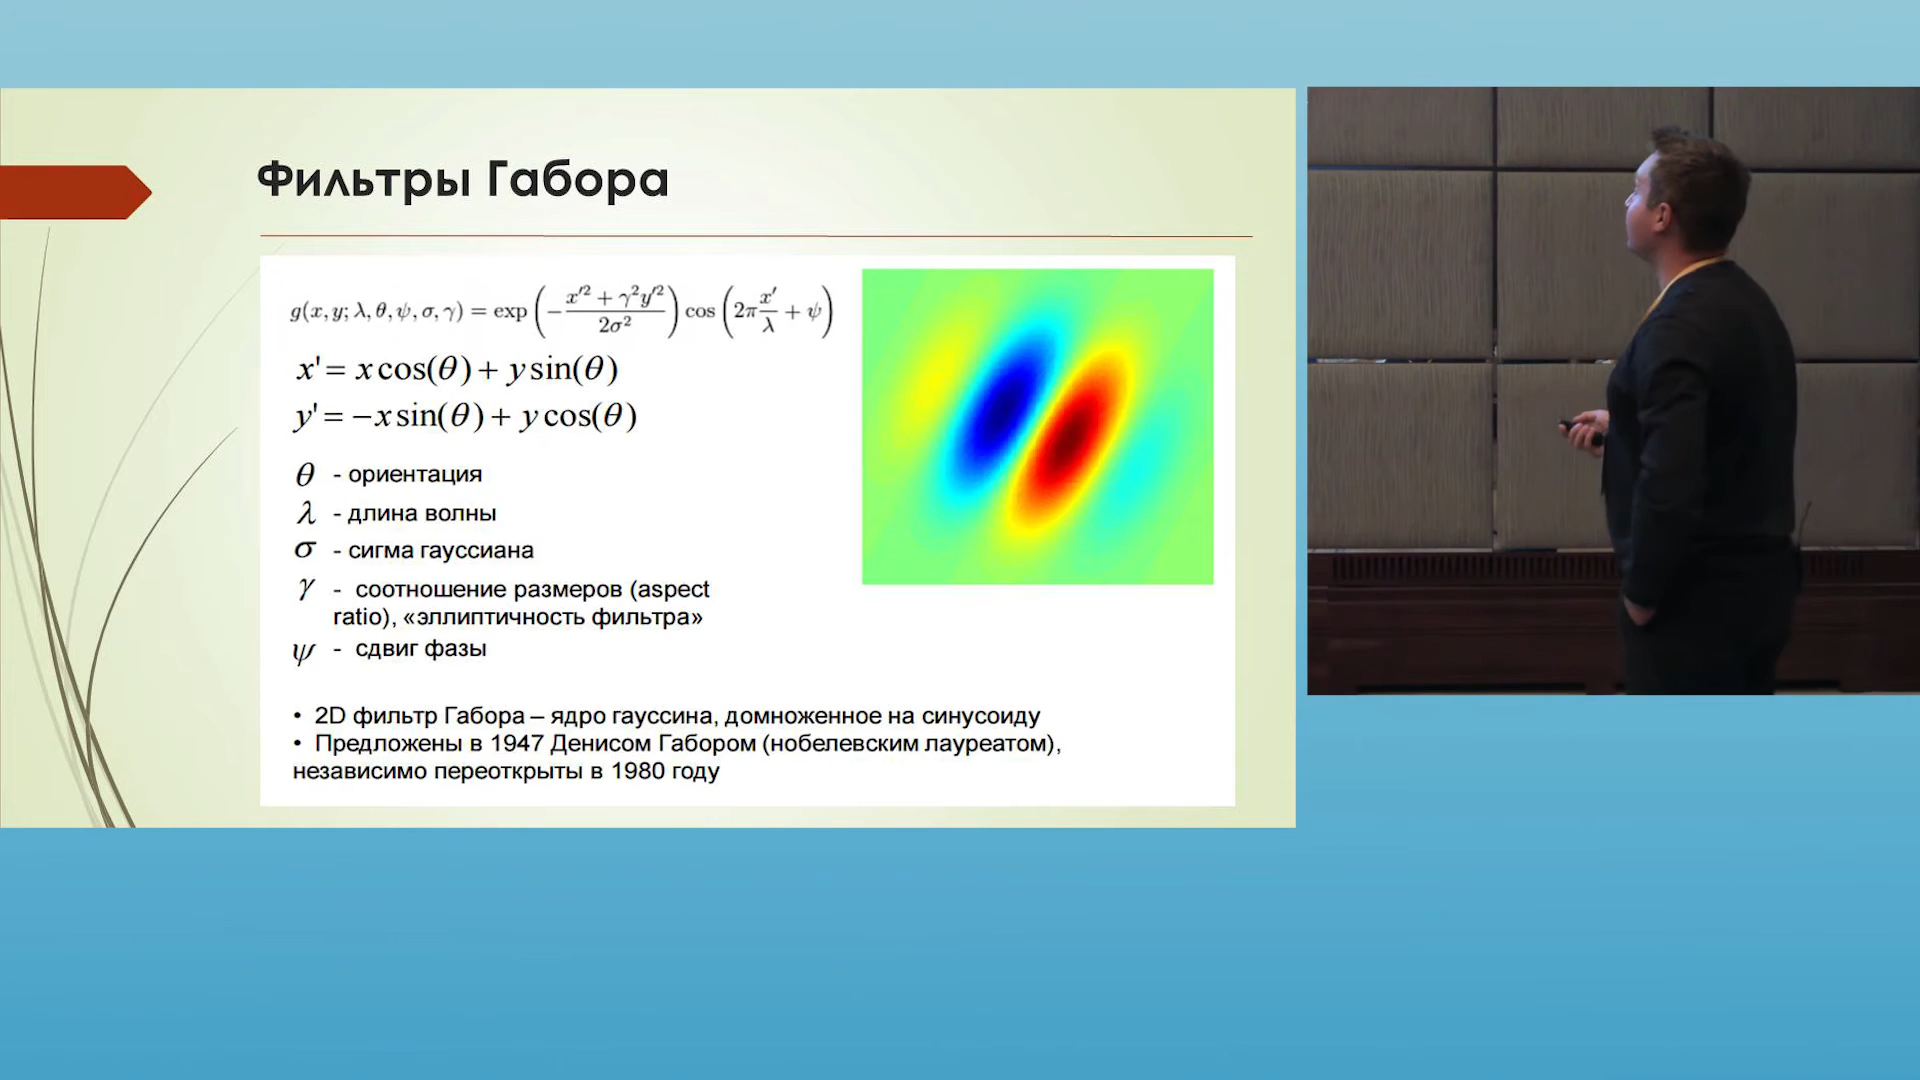 Фильтры Габора
g(x, y; λ, θ, ψ, σ, γ) = exp(−(x′² + γ²y′²)/(2σ²)) cos(2π x′/λ + ψ)
x' = x cos(θ) + y sin(θ)
y' = −x sin(θ) + y cos(θ)
θ - ориентация
λ - длина волны
σ - сигма гауссиана
γ - соотношение размеров (aspect
ratio), «эллиптичность фильтра»
ψ - сдвиг фазы
• 2D фильтр Габора – ядро гауссина, домноженное на синусоиду
• Предложены в 1947 Денисом Габором (нобелевским лауреатом),
независимо переоткрыты в 1980 году